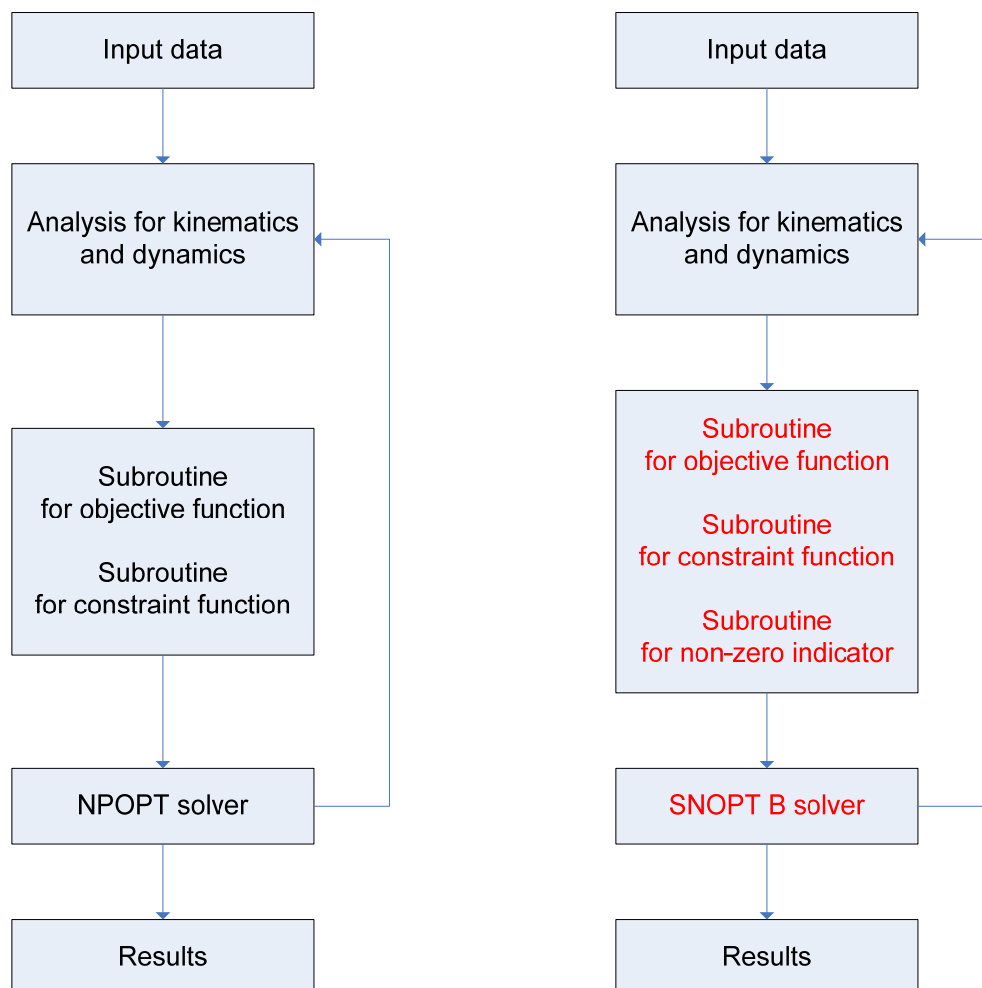 Input data
Analysis for kinematics
and dynamics
Subroutine
for objective function
Subroutine
for constraint function
NPOPT solver
Results
Input data
Analysis for kinematics
and dynamics
Subroutine
for objective function
Subroutine
for constraint function
Subroutine
for non-zero indicator
SNOPT B solver
Results